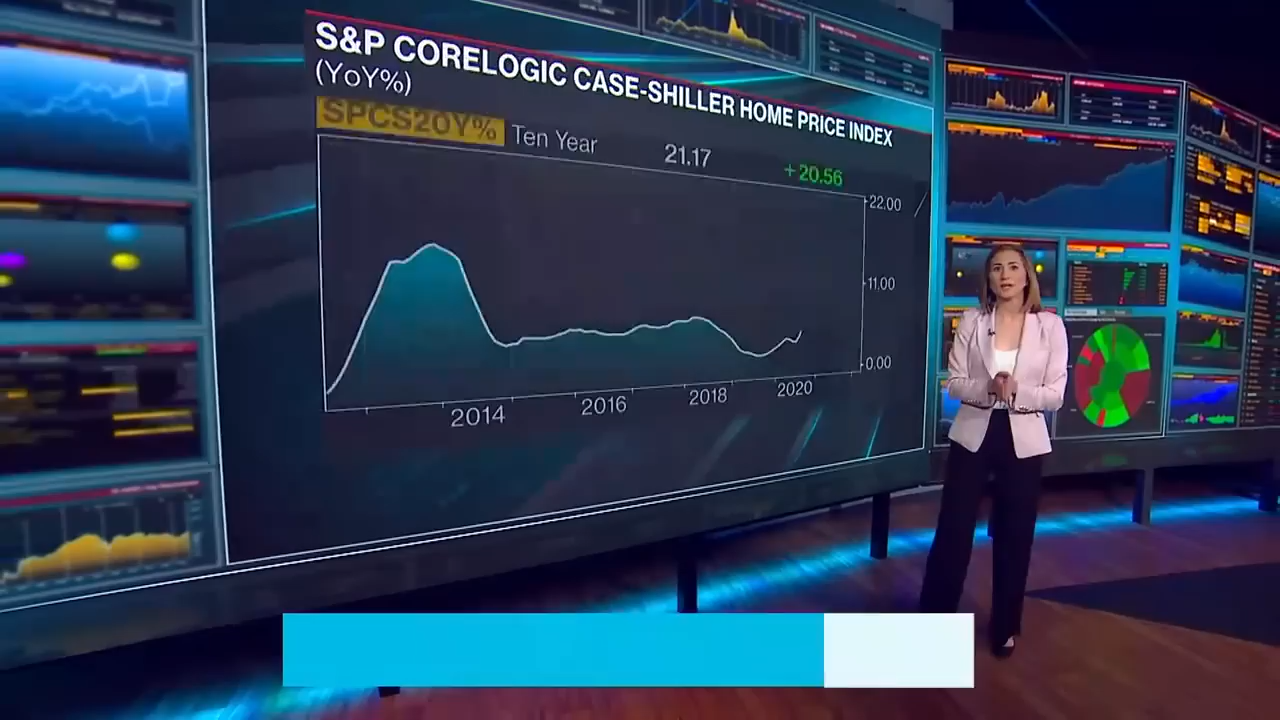 S&P CORELOGIC CASE-SHILLER HOME PRICE INDEX
(YoY%)
SPCS20Y% Ten Year 21.17 +20.56
22.00
11.00
0.00
2014 2016 2018 2020